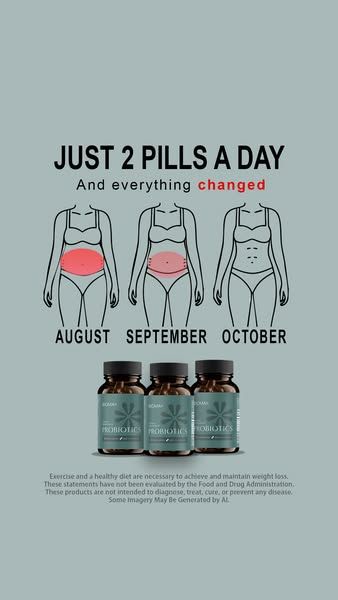 JUST 2 PILLS A DAY
And everything changed
AUGUST SEPTEMBER OCTOBER
PROBIOTICS PROBIOTICS PROBIOTICS
Exercise and a healthy diet are necessary to achieve and maintain weight loss.
These statements have not been evaluated by the Food and Drug Administration.
These products are not intended to diagnose, treat, cure, or prevent any disease.
Some Imagery May Be Generated by AI.